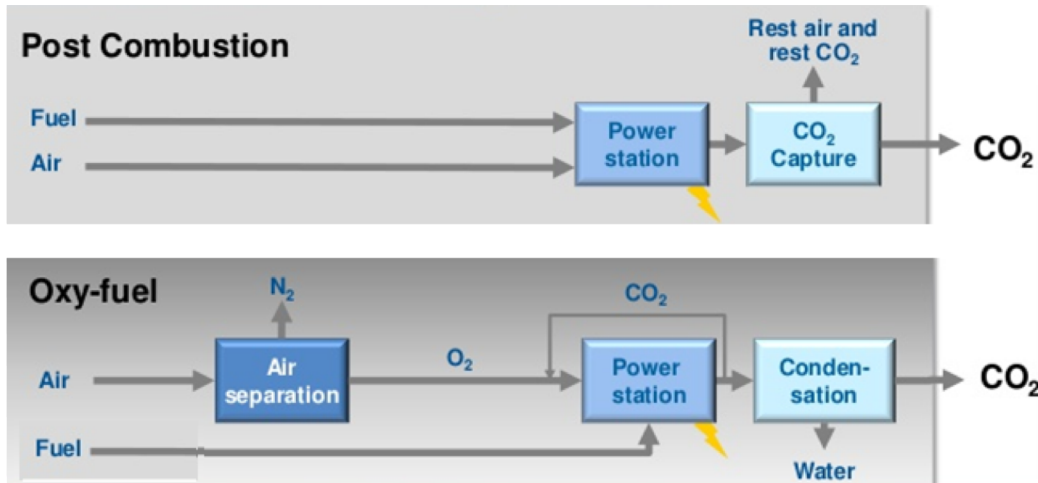 Post Combustion
Rest air and
rest CO₂
Fuel
Air
Power
station
CO₂
Capture
CO₂
Oxy-fuel
N₂
CO₂
Air
Air
separation
O₂
Power
station
Conden-
sation
CO₂
Fuel
Water